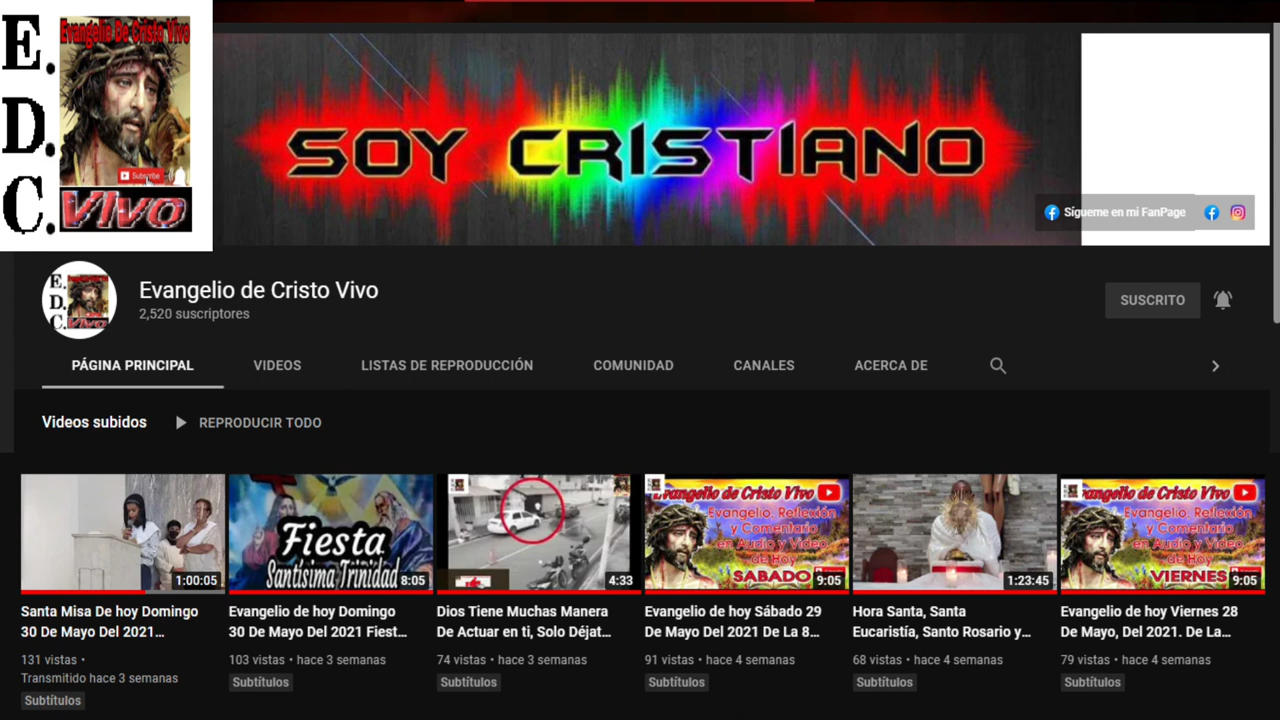 E.
D.
C.
Evangelio De Cristo Vivo
Subscribe
Vivo
SOY CRISTIANO
Sígueme en mi FanPage
E.
D.
C.
Vivo
Evangelio de Cristo Vivo
2,520 suscriptores
SUSCRITO
PÁGINA PRINCIPAL VIDEOS LISTAS DE REPRODUCCIÓN COMUNIDAD CANALES ACERCA DE
Videos subidos REPRODUCIR TODO
1:00:05
Santa Misa De hoy Domingo
30 De Mayo Del 2021...
131 vistas •
Transmitido hace 3 semanas
Subtítulos
Fiesta
Santísima Trinidad
8:05
Evangelio de hoy Domingo
30 De Mayo Del 2021 Fiest...
103 vistas • hace 3 semanas
Subtítulos
4:33
Dios Tiene Muchas Manera
De Actuar en ti, Solo Déjat...
74 vistas • hace 3 semanas
Subtítulos
Evangelio de Cristo Vivo
Evangelio, Reflexión
y Comentario
en Audio y Video
de Hoy
SABADO
9:05
Evangelio de hoy Sábado 29
De Mayo Del 2021 De La 8...
91 vistas • hace 4 semanas
Subtítulos
1:23:45
Hora Santa, Santa
Eucaristía, Santo Rosario y...
68 vistas • hace 4 semanas
Subtítulos
Evangelio de Cristo Vivo
Evangelio, Reflexión
y Comentario
en Audio y Video
de Hoy
VIERNES
9:05
Evangelio de hoy Viernes 28
De Mayo, Del 2021. De La...
79 vistas • hace 4 semanas
Subtítulos